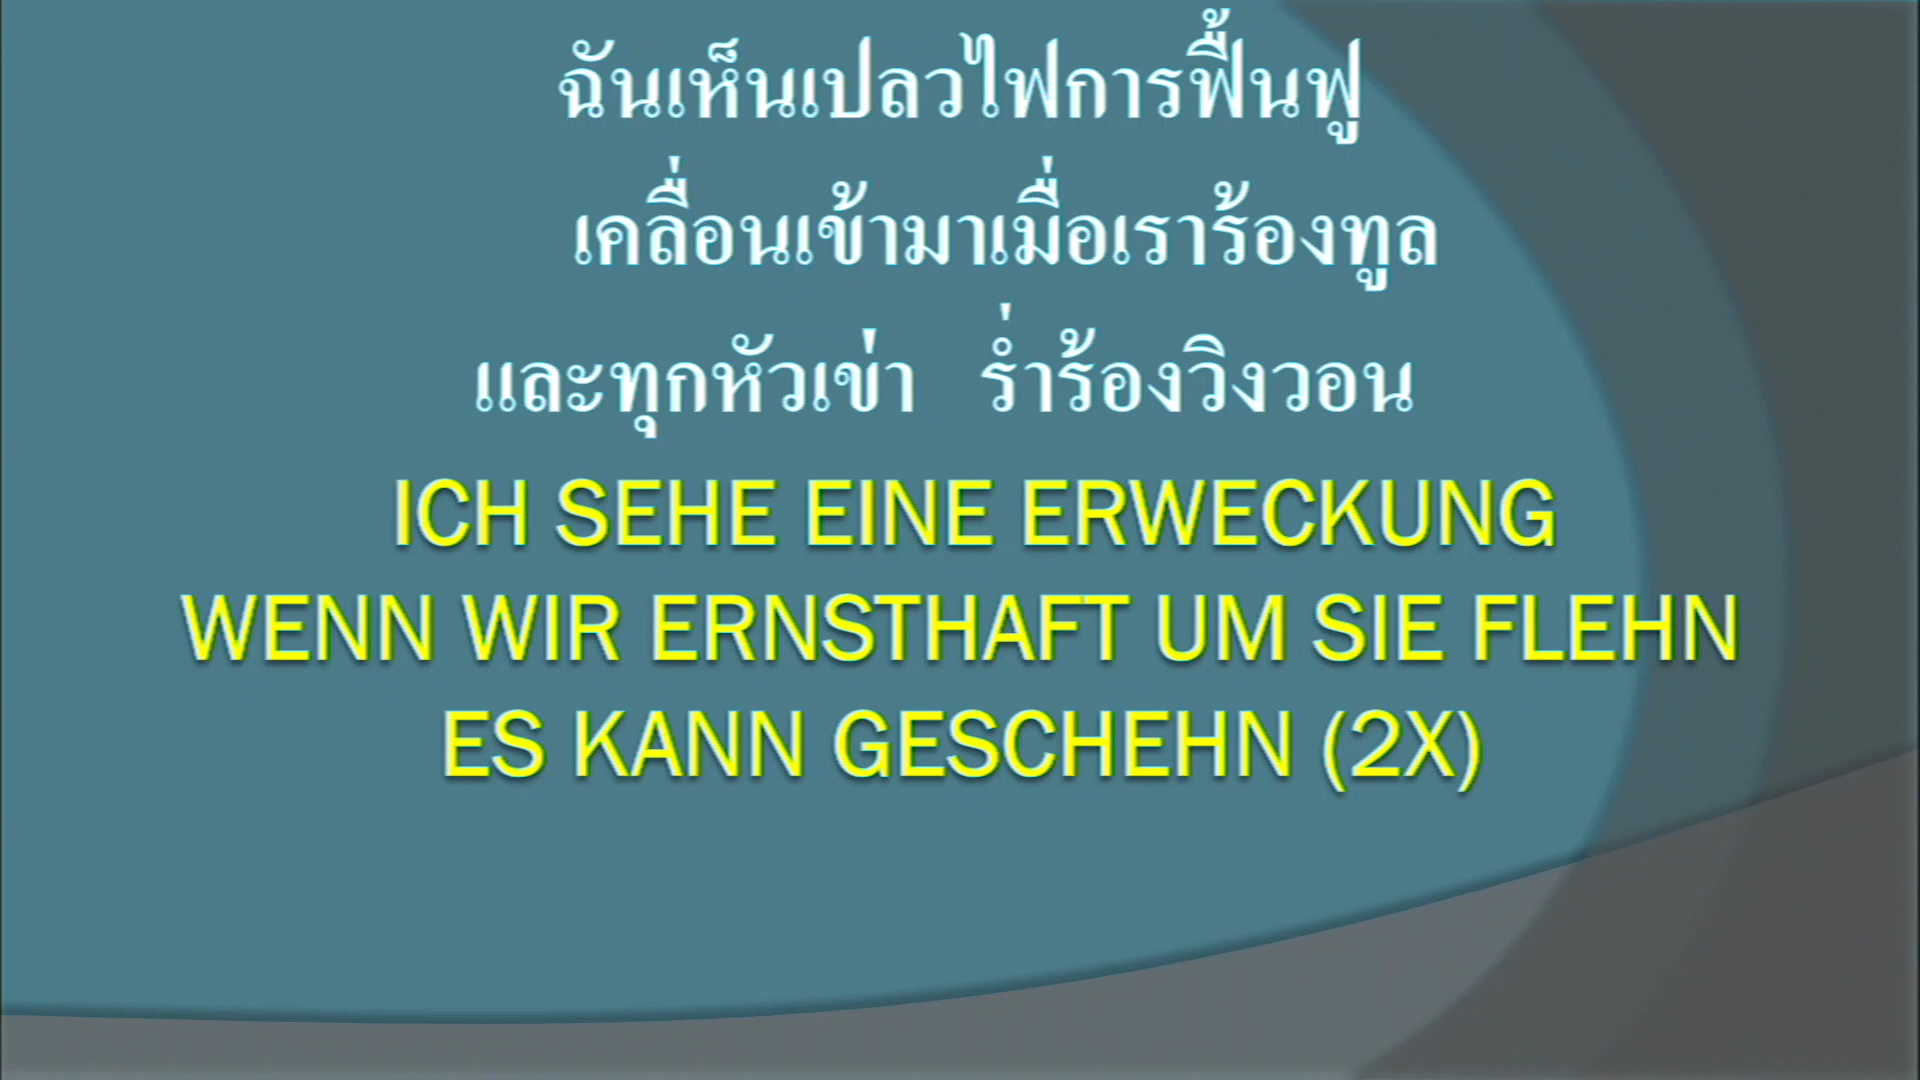 ฉันเห็นเปลวไฟการฟื้นฟู
เคลื่อนเข้ามาเมื่อเราร้องทูล
และทุกหัวเข่า ร่ำร้องวิงวอน
ICH SEHE EINE ERWECKUNG
WENN WIR ERNSTHAFT UM SIE FLEHN
ES KANN GESCHEHN (2X)